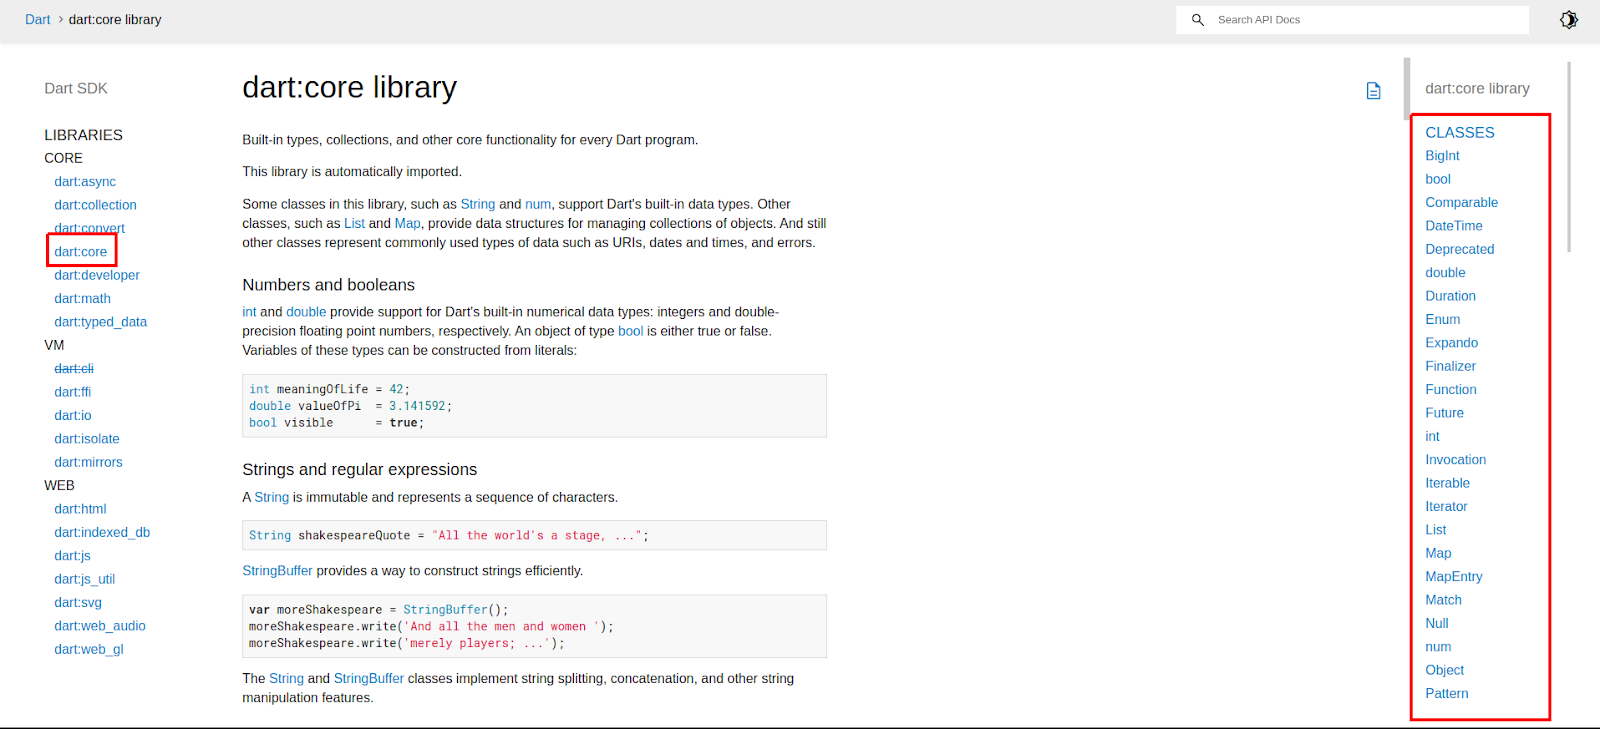 Dart > dart:core library
Search API Docs
Dart SDK
LIBRARIES
CORE
dart:async
dart:collection
dart:convert
dart:core
dart:developer
dart:math
dart:typed_data
VM
dart:cli
dart:ffi
dart:io
dart:isolate
dart:mirrors
WEB
dart:html
dart:indexed_db
dart:js
dart:js_util
dart:svg
dart:web_audio
dart:web_gl
dart:core library
Built-in types, collections, and other core functionality for every Dart program.
This library is automatically imported.
Some classes in this library, such as String and num, support Dart's built-in data types. Other
classes, such as List and Map, provide data structures for managing collections of objects. And still
other classes represent commonly used types of data such as URIs, dates and times, and errors.
Numbers and booleans
int and double provide support for Dart's built-in numerical data types: integers and double-
precision floating point numbers, respectively. An object of type bool is either true or false.
Variables of these types can be constructed from literals:
int meaningOfLife = 42;
double valueOfPi  = 3.141592;
bool visible      = true;
Strings and regular expressions
A String is immutable and represents a sequence of characters.
String shakespeareQuote = "All the world's a stage, ...";
StringBuffer provides a way to construct strings efficiently.
var moreShakespeare = StringBuffer();
moreShakespeare.write('And all the men and women ');
moreShakespeare.write('merely players; ...');
The String and StringBuffer classes implement string splitting, concatenation, and other string
manipulation features.
dart:core library
CLASSES
BigInt
bool
Comparable
DateTime
Deprecated
double
Duration
Enum
Expando
Finalizer
Function
Future
int
Invocation
Iterable
Iterator
List
Map
MapEntry
Match
Null
num
Object
Pattern